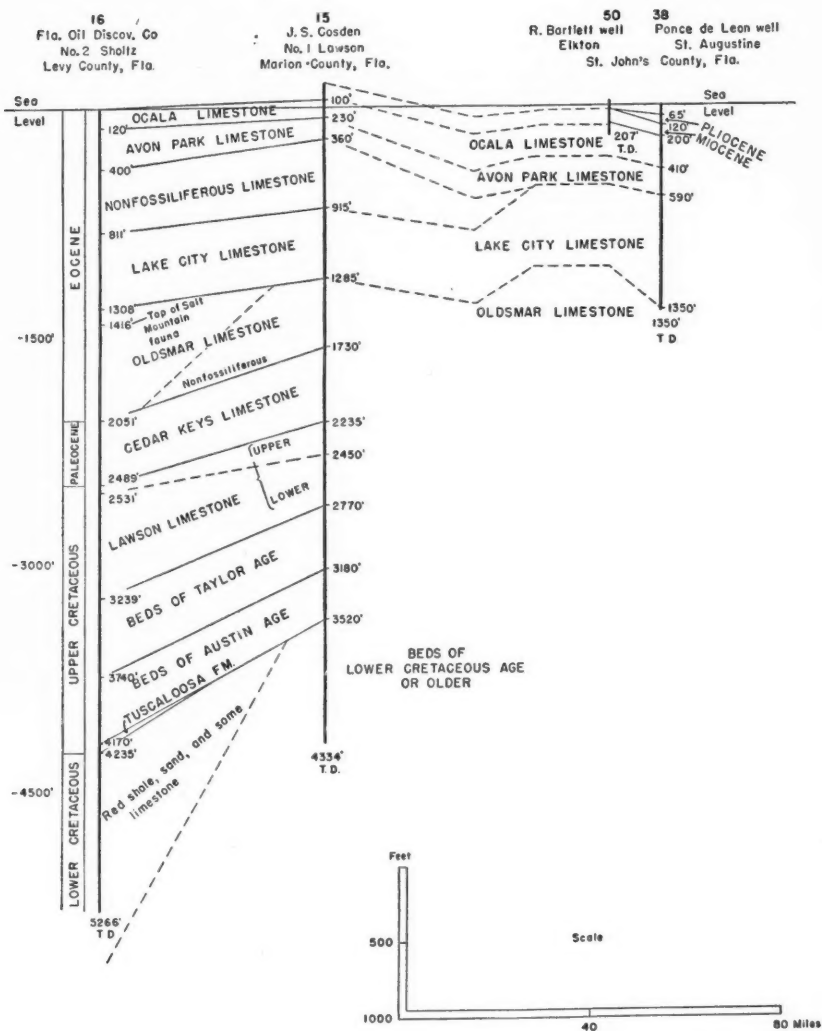 16
Fla. Oil Discov. Co
No. 2 Sholtz
Levy County, Fla.
15
J. S. Cosden
No. 1 Lawson
Marion County, Fla.
50
R. Bartlett well
Elkton
38
Ponce de Leon well
St. Augustine
St. John's County, Fla.
Sea
Level
Sea
Level
100'
OCALA LIMESTONE
230'
120'
AVON PARK LIMESTONE
360'
400'
NONFOSSILIFEROUS LIMESTONE
915'
811'
LAKE CITY LIMESTONE
1285'
1308'
1416'
Top of Salt
Mountain
fauna
OLDSMAR LIMESTONE
1730'
Nonfossiliferous
2051'
CEDAR KEYS LIMESTONE
2235'
2489'
2531'
UPPER
2450'
LOWER
LAWSON LIMESTONE
2770'
3239'
BEDS OF TAYLOR AGE
3180'
3740'
BEDS OF AUSTIN AGE
3520'
TUSCALOOSA FM.
4170'
4235'
Red shale, sand, and some
limestone
4334'
T.D.
5266'
T D
EOCENE
PALEOCENE
UPPER CRETACEOUS
LOWER CRETACEOUS
-1500'
-3000'
-4500'
65'
120'
200'
PLIOCENE
MIOCENE
207'
T.D.
OCALA LIMESTONE
410'
AVON PARK LIMESTONE
590'
LAKE CITY LIMESTONE
OLDSMAR LIMESTONE
1350'
1350'
T D
BEDS OF
LOWER CRETACEOUS AGE
OR OLDER
Feet
500
1000
Scale
40
80 Miles